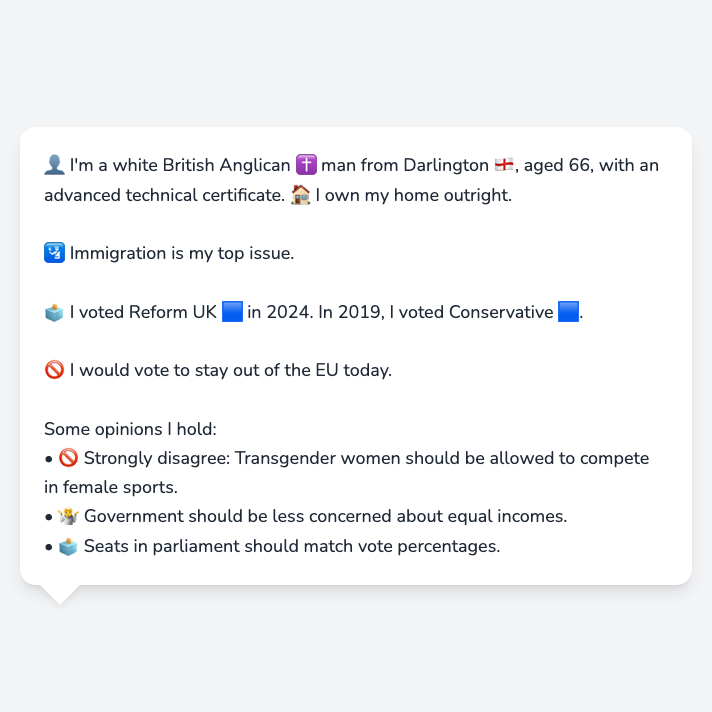 👤 I'm a white British Anglican ✝️ man from Darlington 🏴󠁧󠁢󠁥󠁮󠁧󠁿, aged 66, with an
advanced technical certificate. 🏠 I own my home outright.
🛂 Immigration is my top issue.
🗳️ I voted Reform UK 🟦 in 2024. In 2019, I voted Conservative 🟦.
🚫 I would vote to stay out of the EU today.
Some opinions I hold:
• 🚫 Strongly disagree: Transgender women should be allowed to compete
in female sports.
• 🤷 Government should be less concerned about equal incomes.
• 🗳️ Seats in parliament should match vote percentages.